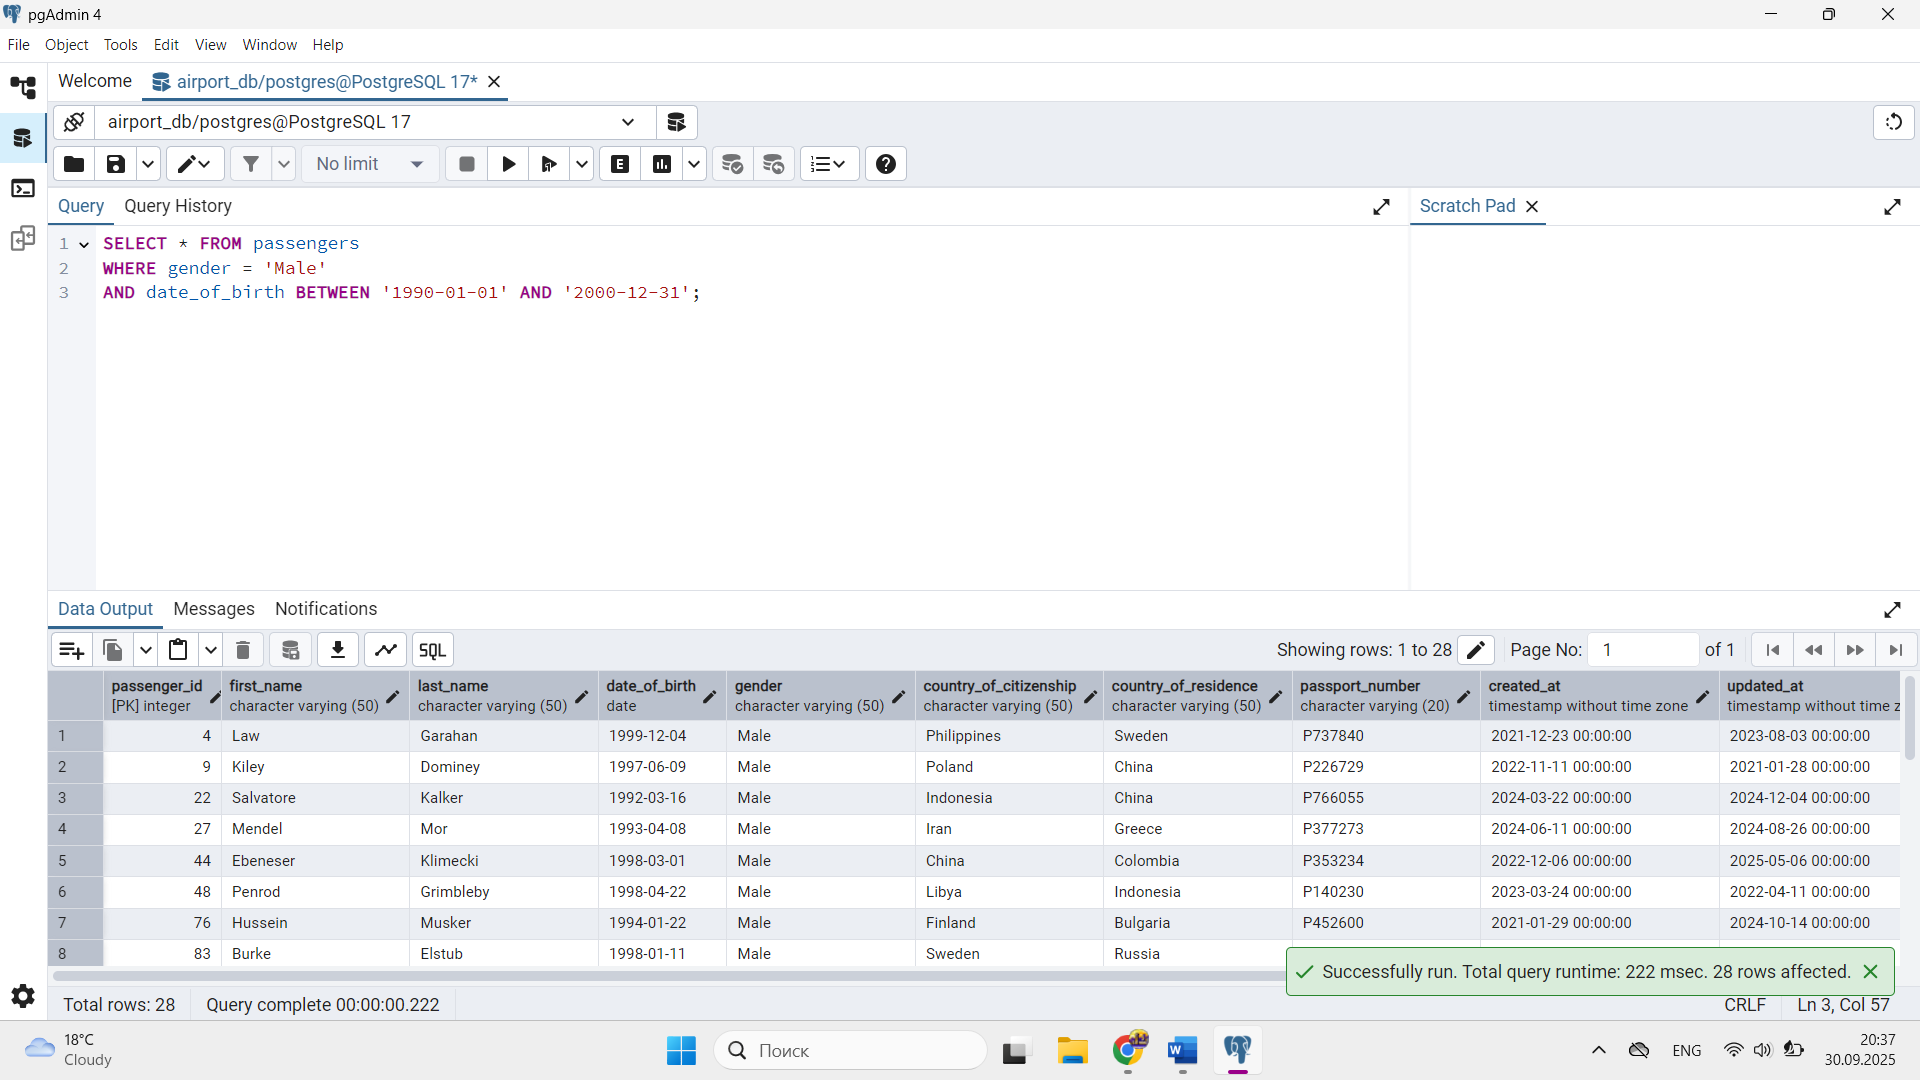 pgAdmin 4
File Object Tools Edit View Window Help
Welcome airport_db/postgres@PostgreSQL 17*
airport_db/postgres@PostgreSQL 17
No limit
E
Query Query History
Scratch Pad
1 SELECT * FROM passengers
2 WHERE gender = 'Male'
3 AND date_of_birth BETWEEN '1990-01-01' AND '2000-12-31';
Data Output Messages Notifications
SQL Showing rows: 1 to 28 Page No: 1 of 1
passenger_id first_name last_name date_of_birth gender country_of_citizenship country_of_residence passport_number created_at updated_at
[PK] integer character varying (50) character varying (50) date character varying (50) character varying (50) character varying (50) character varying (20) timestamp without time zone timestamp without time z
1 4 Law Garahan 1999-12-04 Male Philippines Sweden P737840 2021-12-23 00:00:00 2023-08-03 00:00:00
2 9 Kiley Dominey 1997-06-09 Male Poland China P226729 2022-11-11 00:00:00 2021-01-28 00:00:00
3 22 Salvatore Kalker 1992-03-16 Male Indonesia China P766055 2024-03-22 00:00:00 2024-12-04 00:00:00
4 27 Mendel Mor 1993-04-08 Male Iran Greece P377273 2024-06-11 00:00:00 2024-08-26 00:00:00
5 44 Ebeneser Klimecki 1998-03-01 Male China Colombia P353234 2022-12-06 00:00:00 2025-05-06 00:00:00
6 48 Penrod Grimbleby 1998-04-22 Male Libya Indonesia P140230 2023-03-24 00:00:00 2022-04-11 00:00:00
7 76 Hussein Musker 1994-01-22 Male Finland Bulgaria P452600 2021-01-29 00:00:00 2024-10-14 00:00:00
8 83 Burke Elstub 1998-01-11 Male Sweden Russia
Successfully run. Total query runtime: 222 msec. 28 rows affected.
Total rows: 28 Query complete 00:00:00.222 CRLF Ln 3, Col 57
18°C
Cloudy
Поиск
W
ENG
20:37
30.09.2025